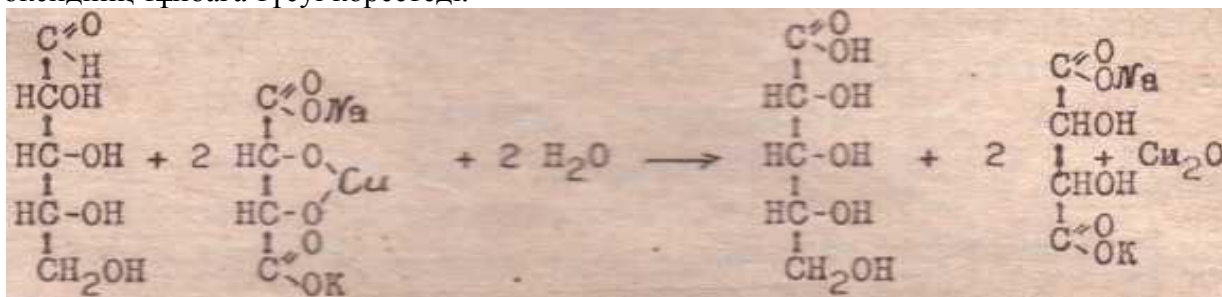 C=O C=O
H OH
HCOH C=O HC-OH C=O
ONa ONa
HC-OH + 2 HC-O + 2 H2O → HC-OH + 2 CHOH + Cu2O
Cu
HC-OH HC-O HC-OH CHOH
CH2OH C=O CH2OH C=O
OK OK